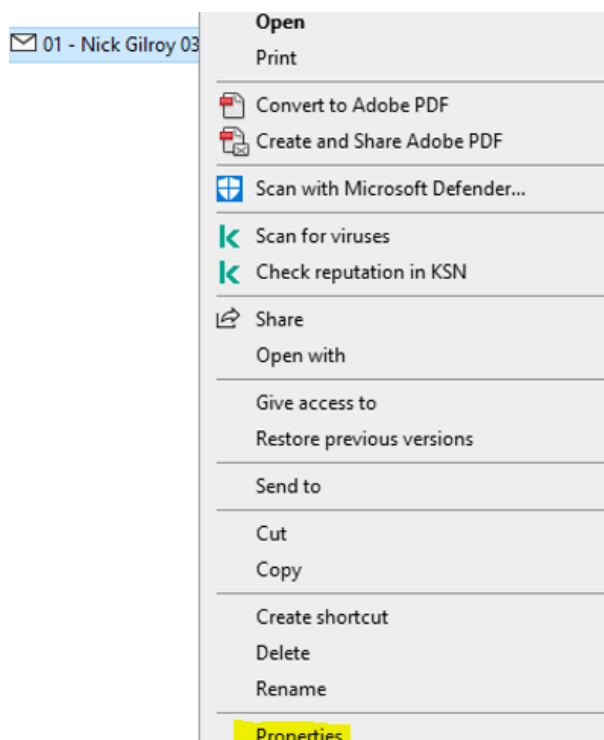 Open
01 - Nick Gilroy 03
Print
Convert to Adobe PDF
Create and Share Adobe PDF
Scan with Microsoft Defender...
Scan for viruses
Check reputation in KSN
Share
Open with
Give access to
Restore previous versions
Send to
Cut
Copy
Create shortcut
Delete
Rename
Properties